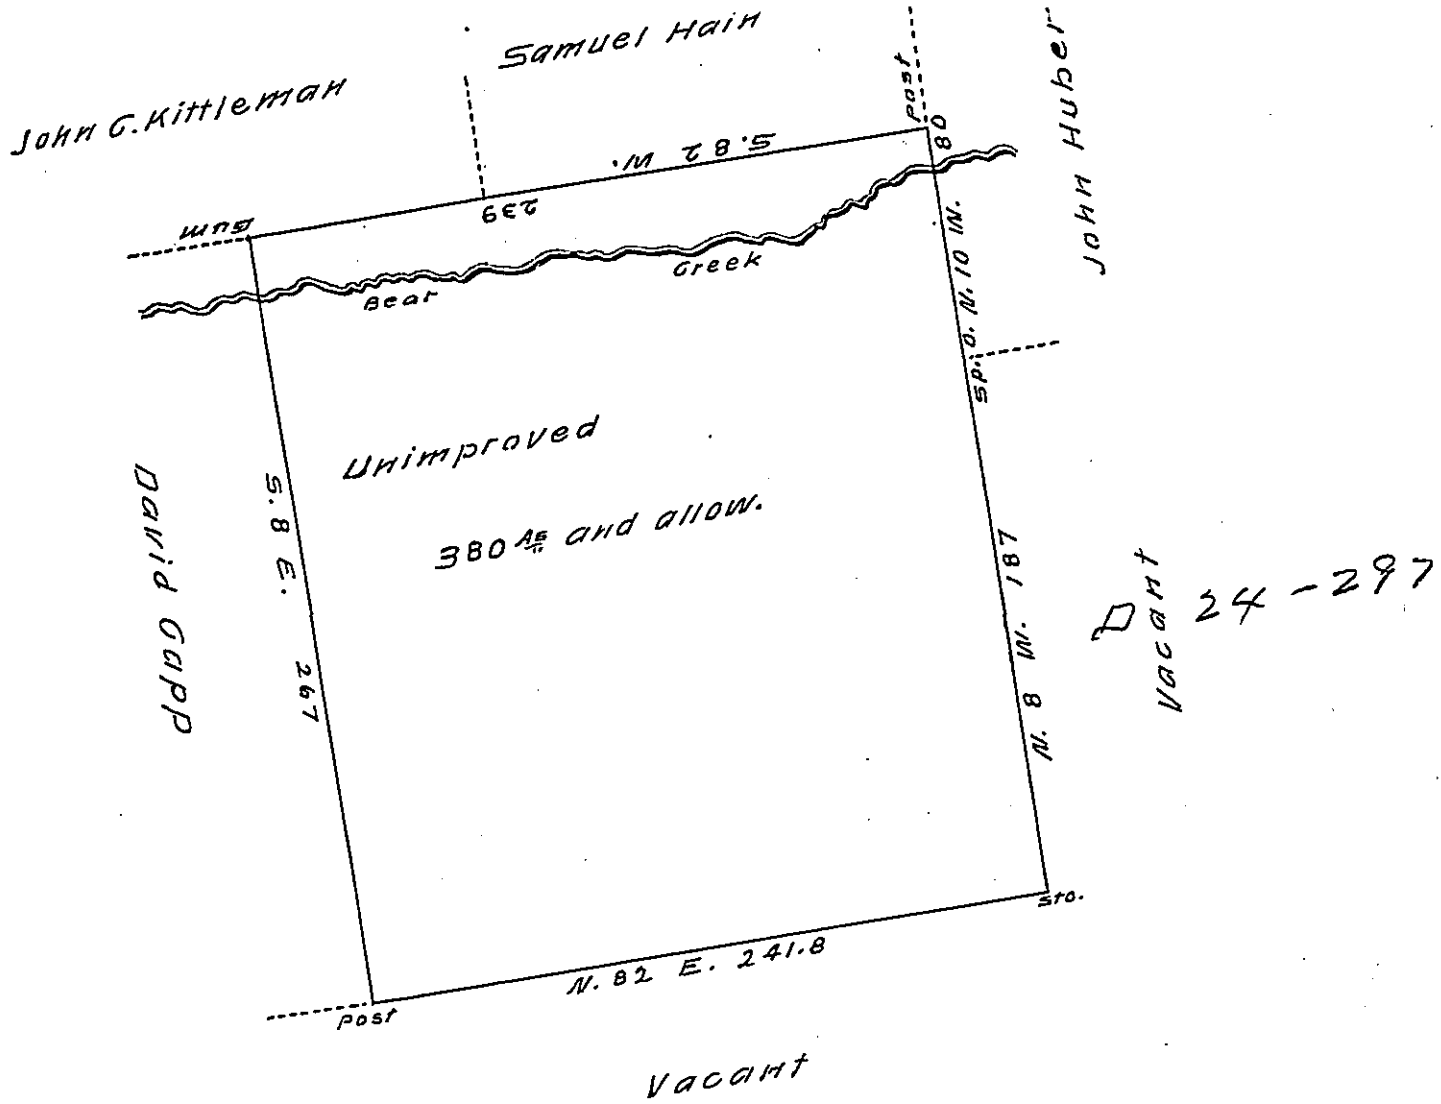 Samuel Hain
John G. Kittleman
Post
John Huber
80
S. 82 W.
239
Gum
N. 10 W.
Bear Creek
Sp. O.
Unimproved
380 As and allow.
David Gapp
S. 8 E. 267
N 8 W. 187
Vacant
D 24-297
Sto.
N. 82 E. 241.8
Post
Vacant